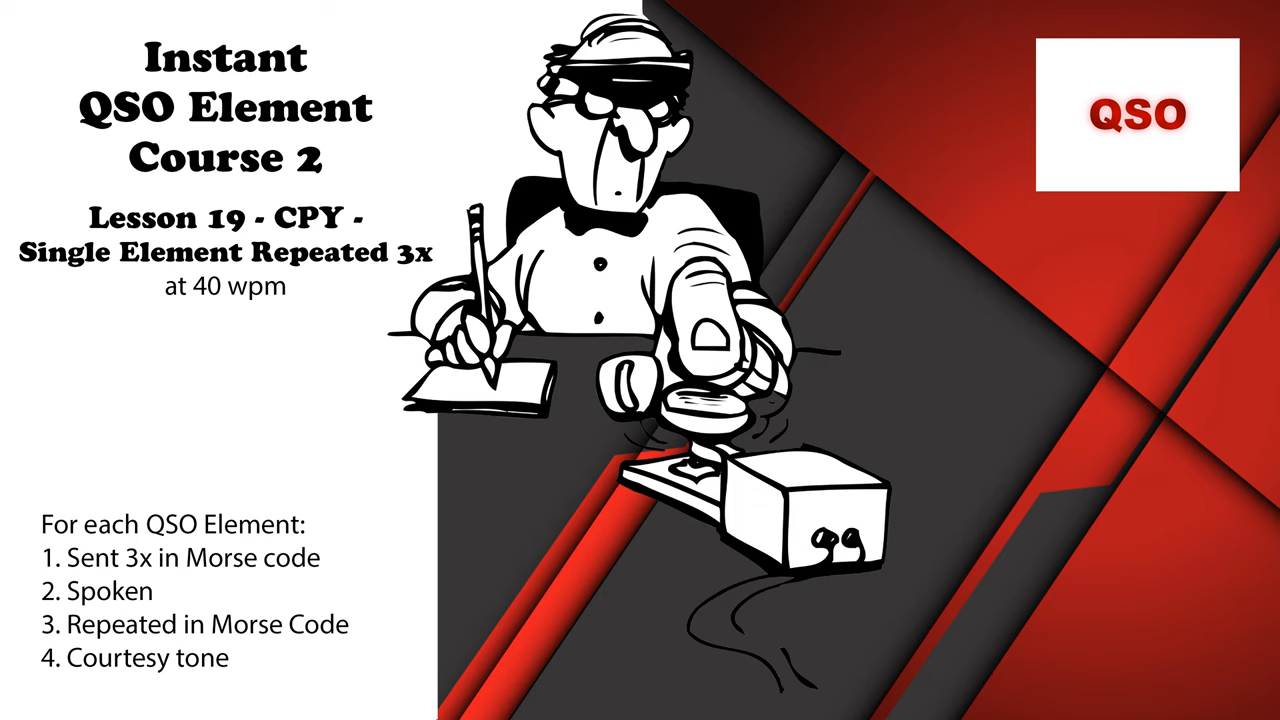 Instant
QSO Element
Course 2
Lesson 19 - CPY -
Single Element Repeated 3x
at 40 wpm
QSO
For each QSO Element:
1. Sent 3x in Morse code
2. Spoken
3. Repeated in Morse Code
4. Courtesy tone